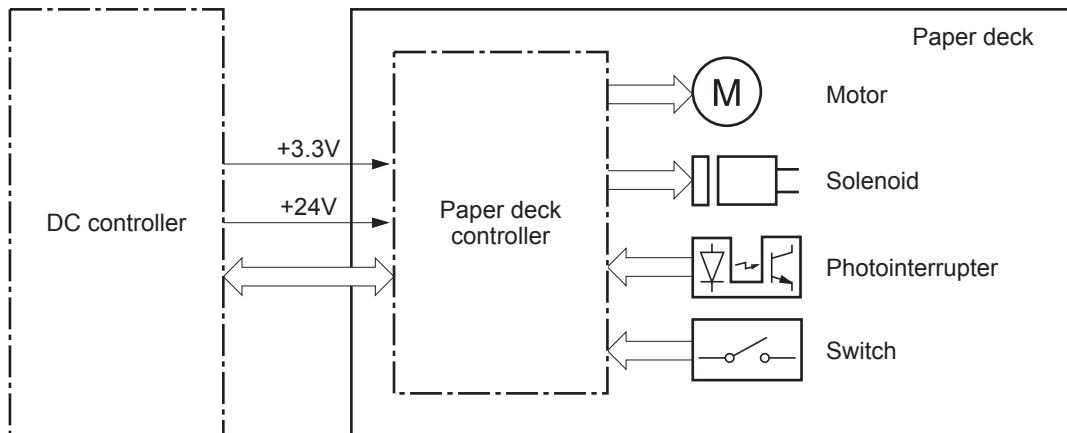 Paper deck
M
Motor
+3.3V
Solenoid
DC controller
+24V
Paper deck
controller
Photointerrupter
Switch